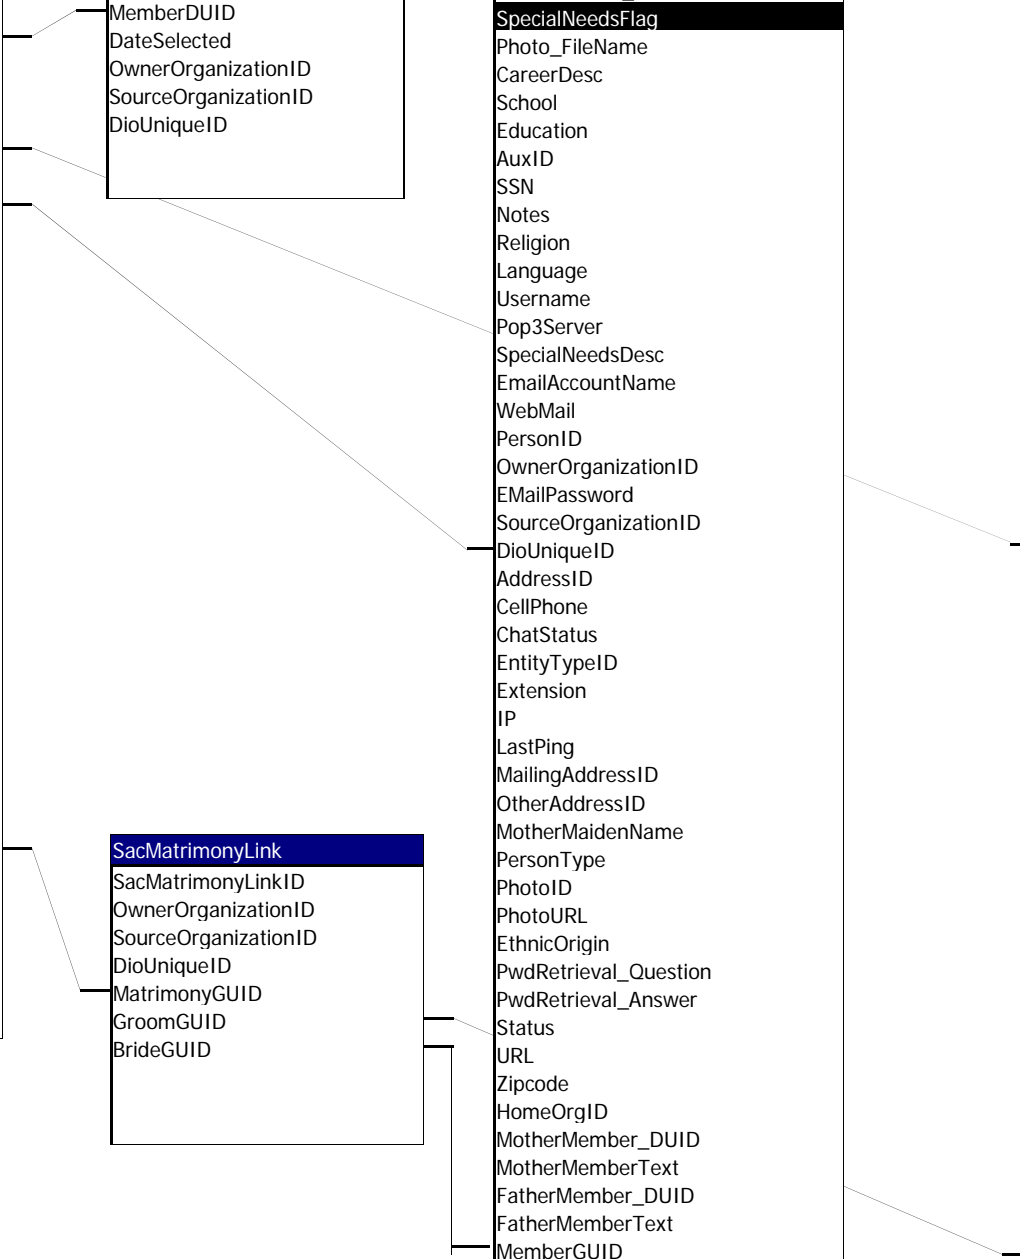 MemberDUID
DateSelected
OwnerOrganizationID
SourceOrganizationID
DioUniqueID
SpecialNeedsFlag
Photo_FileName
CareerDesc
School
Education
AuxID
SSN
Notes
Religion
Language
Username
Pop3Server
SpecialNeedsDesc
EmailAccountName
WebMail
PersonID
OwnerOrganizationID
EMailPassword
SourceOrganizationID
DioUniqueID
AddressID
CellPhone
ChatStatus
EntityTypeID
Extension
IP
LastPing
MailingAddressID
OtherAddressID
MotherMaidenName
PersonType
PhotoID
PhotoURL
EthnicOrigin
PwdRetrieval_Question
PwdRetrieval_Answer
Status
URL
Zipcode
HomeOrgID
MotherMember_DUID
MotherMemberText
FatherMember_DUID
FatherMemberText
MemberGUID
SacMatrimonyLink
SacMatrimonyLinkID
OwnerOrganizationID
SourceOrganizationID
DioUniqueID
MatrimonyGUID
GroomGUID
BrideGUID